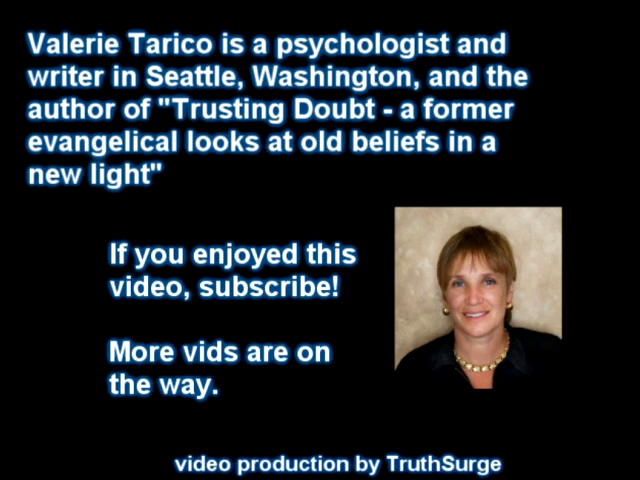 Valerie Tarico is a psychologist and
writer in Seattle, Washington, and the
author of "Trusting Doubt - a former
evangelical looks at old beliefs in a
new light"
If you enjoyed this
video, subscribe!
More vids are on
the way.
video production by TruthSurge